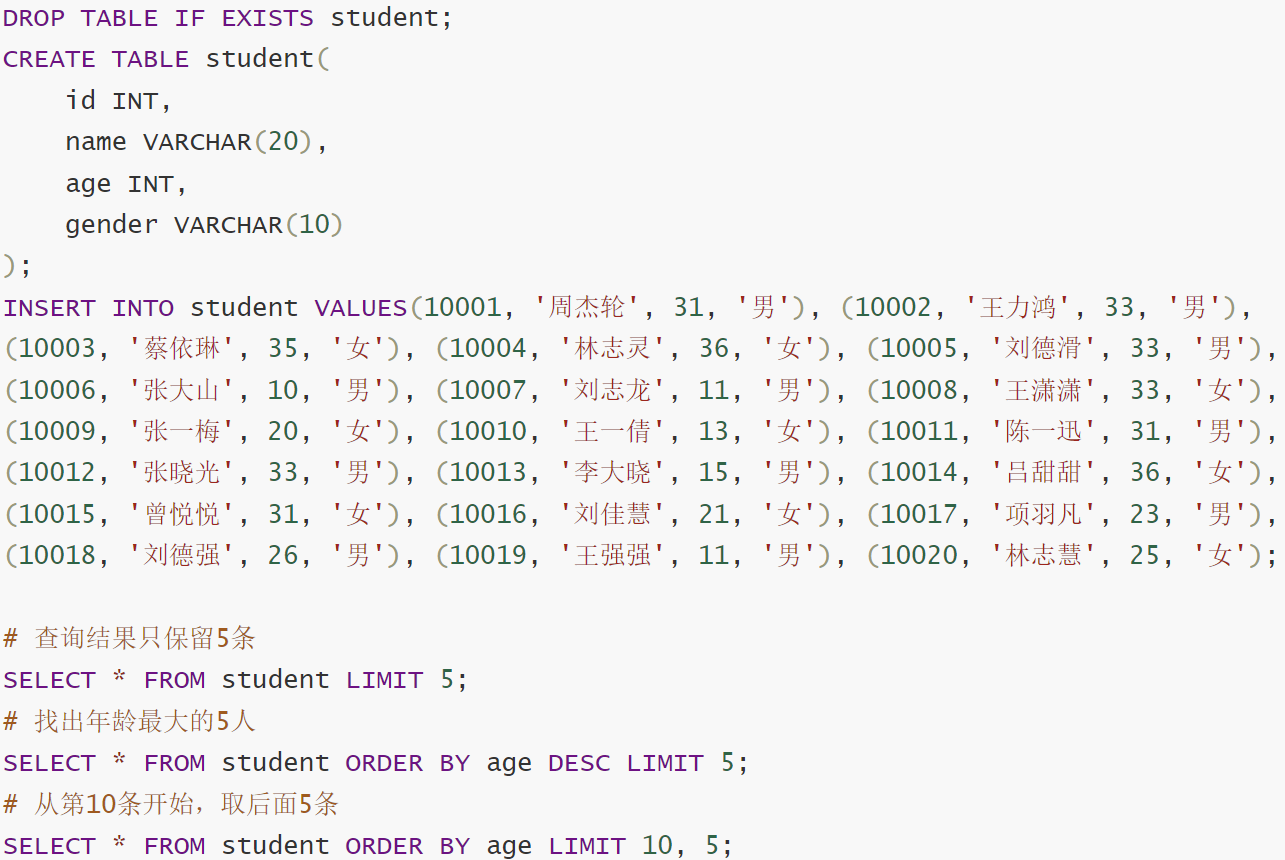 DROP TABLE IF EXISTS student;
CREATE TABLE student(
    id INT,
    name VARCHAR(20),
    age INT,
    gender VARCHAR(10)
);
INSERT INTO student VALUES(10001, '周杰轮', 31, '男'), (10002, '王力鸿', 33, '男'),
(10003, '蔡依琳', 35, '女'), (10004, '林志灵', 36, '女'), (10005, '刘德滑', 33, '男'),
(10006, '张大山', 10, '男'), (10007, '刘志龙', 11, '男'), (10008, '王潇潇', 33, '女'),
(10009, '张一梅', 20, '女'), (10010, '王一倩', 13, '女'), (10011, '陈一迅', 31, '男'),
(10012, '张晓光', 33, '男'), (10013, '李大晓', 15, '男'), (10014, '吕甜甜', 36, '女'),
(10015, '曾悦悦', 31, '女'), (10016, '刘佳慧', 21, '女'), (10017, '项羽凡', 23, '男'),
(10018, '刘德强', 26, '男'), (10019, '王强强', 11, '男'), (10020, '林志慧', 25, '女');

# 查询结果只保留5条
SELECT * FROM student LIMIT 5;
# 找出年龄最大的5人
SELECT * FROM student ORDER BY age DESC LIMIT 5;
# 从第10条开始，取后面5条
SELECT * FROM student ORDER BY age LIMIT 10, 5;